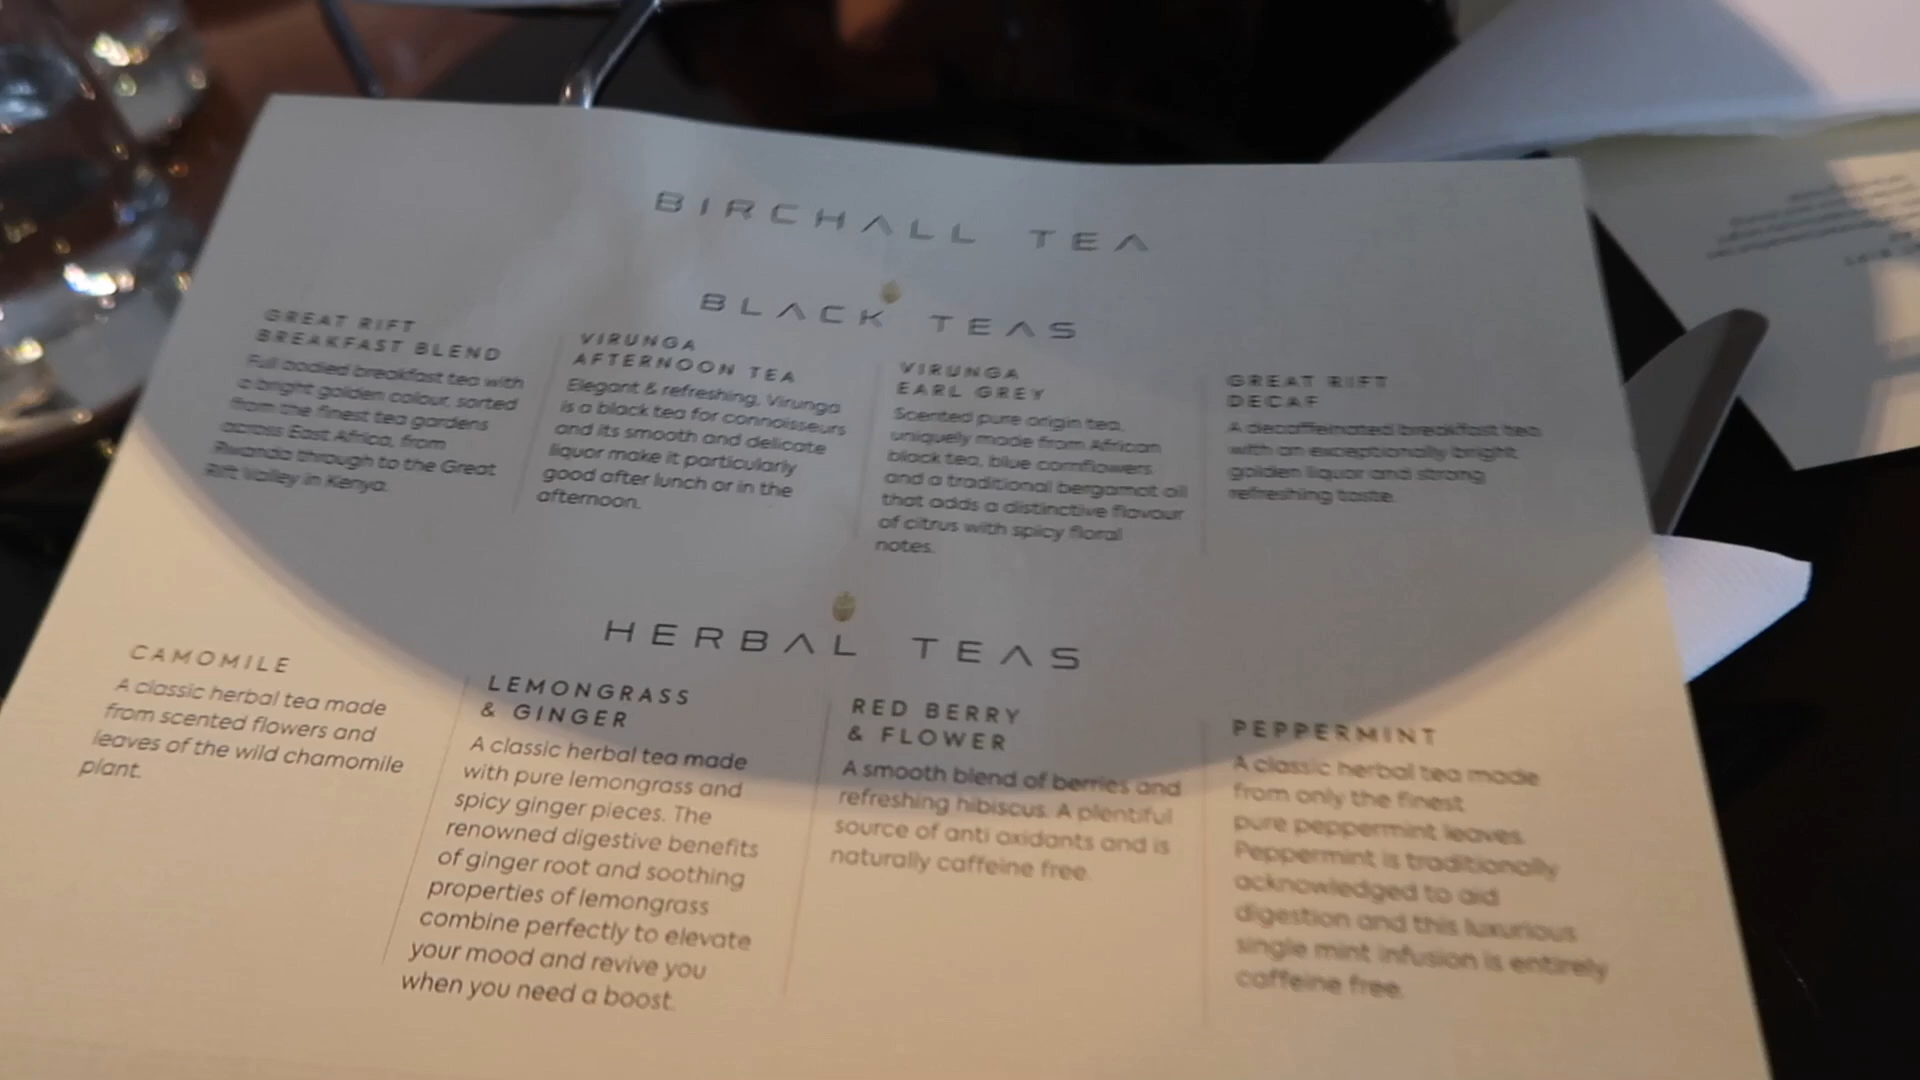 BIRCHALL TEA
BLACK TEAS
GREAT RIFT
BREAKFAST BLEND
Full bodied breakfast tea with
a bright golden colour, sorted
from the finest tea gardens
across East Africa, from
Rwanda through to the Great
Rift Valley in Kenya.
VIRUNGA
AFTERNOON TEA
Elegant & refreshing, Virunga
is a black tea for connoisseurs
and its smooth and delicate
liquor make it particularly
good after lunch or in the
afternoon.
VIRUNGA
EARL GREY
Scented pure origin tea,
uniquely made from African
black tea, blue cornflowers
and a traditional bergamot oil
that adds a distinctive flavour
of citrus with spicy floral
notes.
GREAT RIFT
DECAF
A decaffeinated breakfast tea
with an exceptionally bright
golden liquor and strong
refreshing taste.
HERBAL TEAS
CAMOMILE
A classic herbal tea made
from scented flowers and
leaves of the wild chamomile
plant.
LEMONGRASS
& GINGER
A classic herbal tea made
with pure lemongrass and
spicy ginger pieces. The
renowned digestive benefits
of ginger root and soothing
properties of lemongrass
combine perfectly to elevate
your mood and revive you
when you need a boost.
RED BERRY
& FLOWER
A smooth blend of berries and
refreshing hibiscus. A plentiful
source of anti oxidants and is
naturally caffeine free.
PEPPERMINT
A classic herbal tea made
from only the finest
pure peppermint leaves.
Peppermint is traditionally
acknowledged to aid
digestion and this luxurious
single mint infusion is entirely
caffeine free.